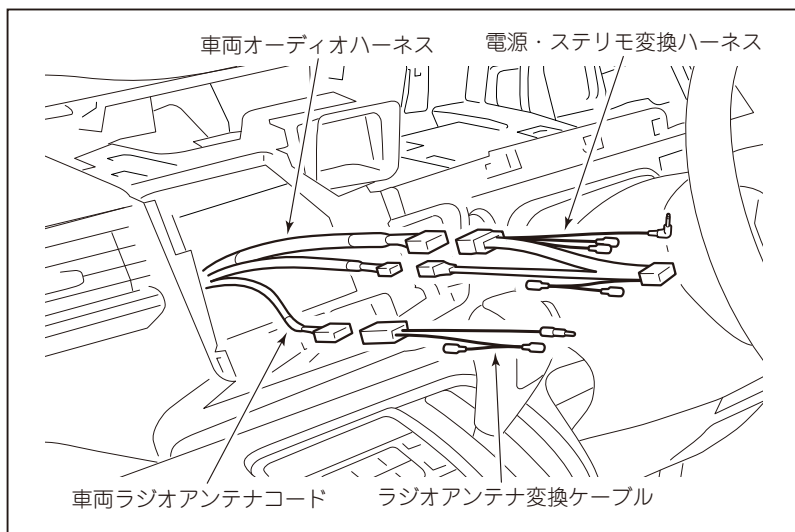 車両オーディオハーネス
電源・ステリモ変換ハーネス
車両ラジオアンテナコード
ラジオアンテナ変換ケーブル